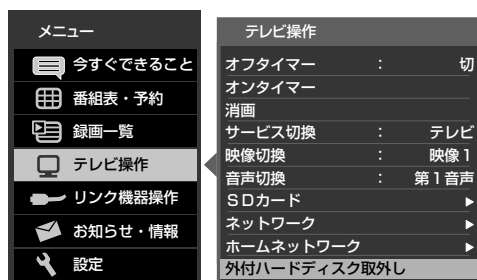 メニュー
今すぐできること
番組表・予約
録画一覧
テレビ操作
リンク機器操作
お知らせ・情報
設定
テレビ操作
オフタイマー : 切
オンタイマー
消画
サービス切換 : テレビ
映像切換 : 映像1
音声切換 : 第1音声
SDカード
ネットワーク
ホームネットワーク
外付ハードディスク取外し